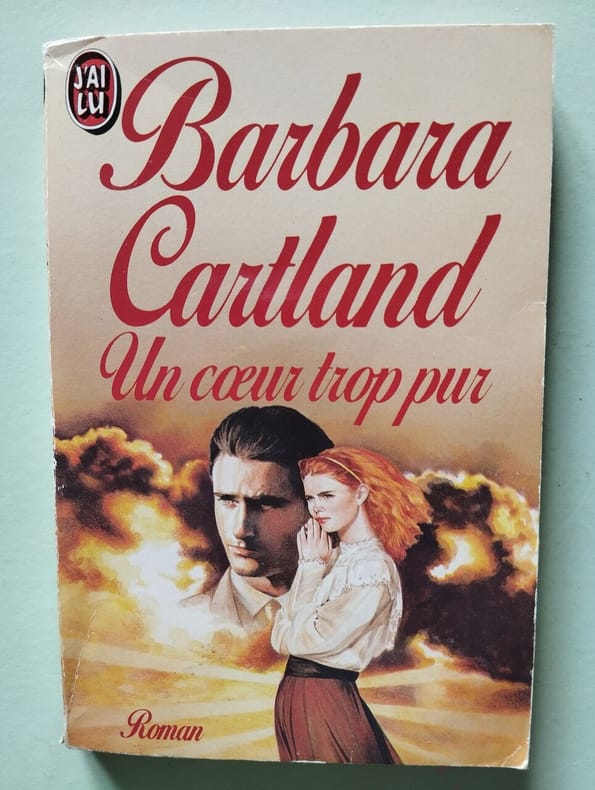 J'AI
LU
Barbara
Cartland
Un cœur trop pur
Roman